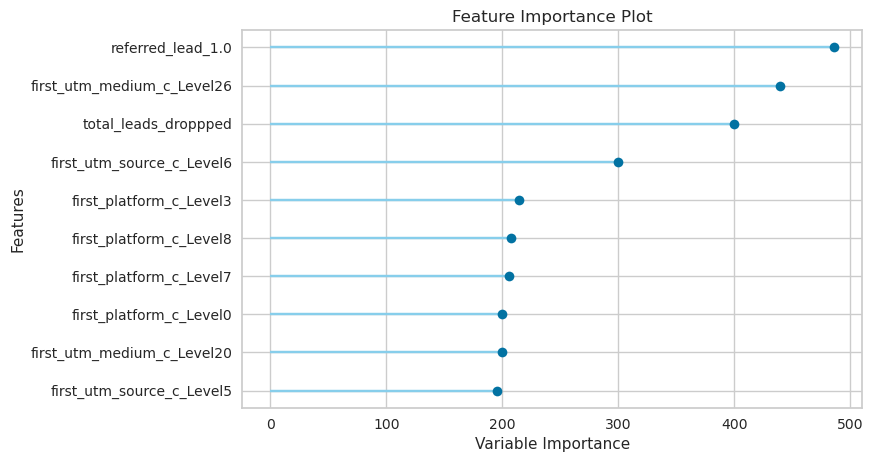 Feature Importance Plot
Features
referred_lead_1.0
first_utm_medium_c_Level26
total_leads_droppped
first_utm_source_c_Level6
first_platform_c_Level3
first_platform_c_Level8
first_platform_c_Level7
first_platform_c_Level0
first_utm_medium_c_Level20
first_utm_source_c_Level5
0 100 200 300 400 500
Variable Importance